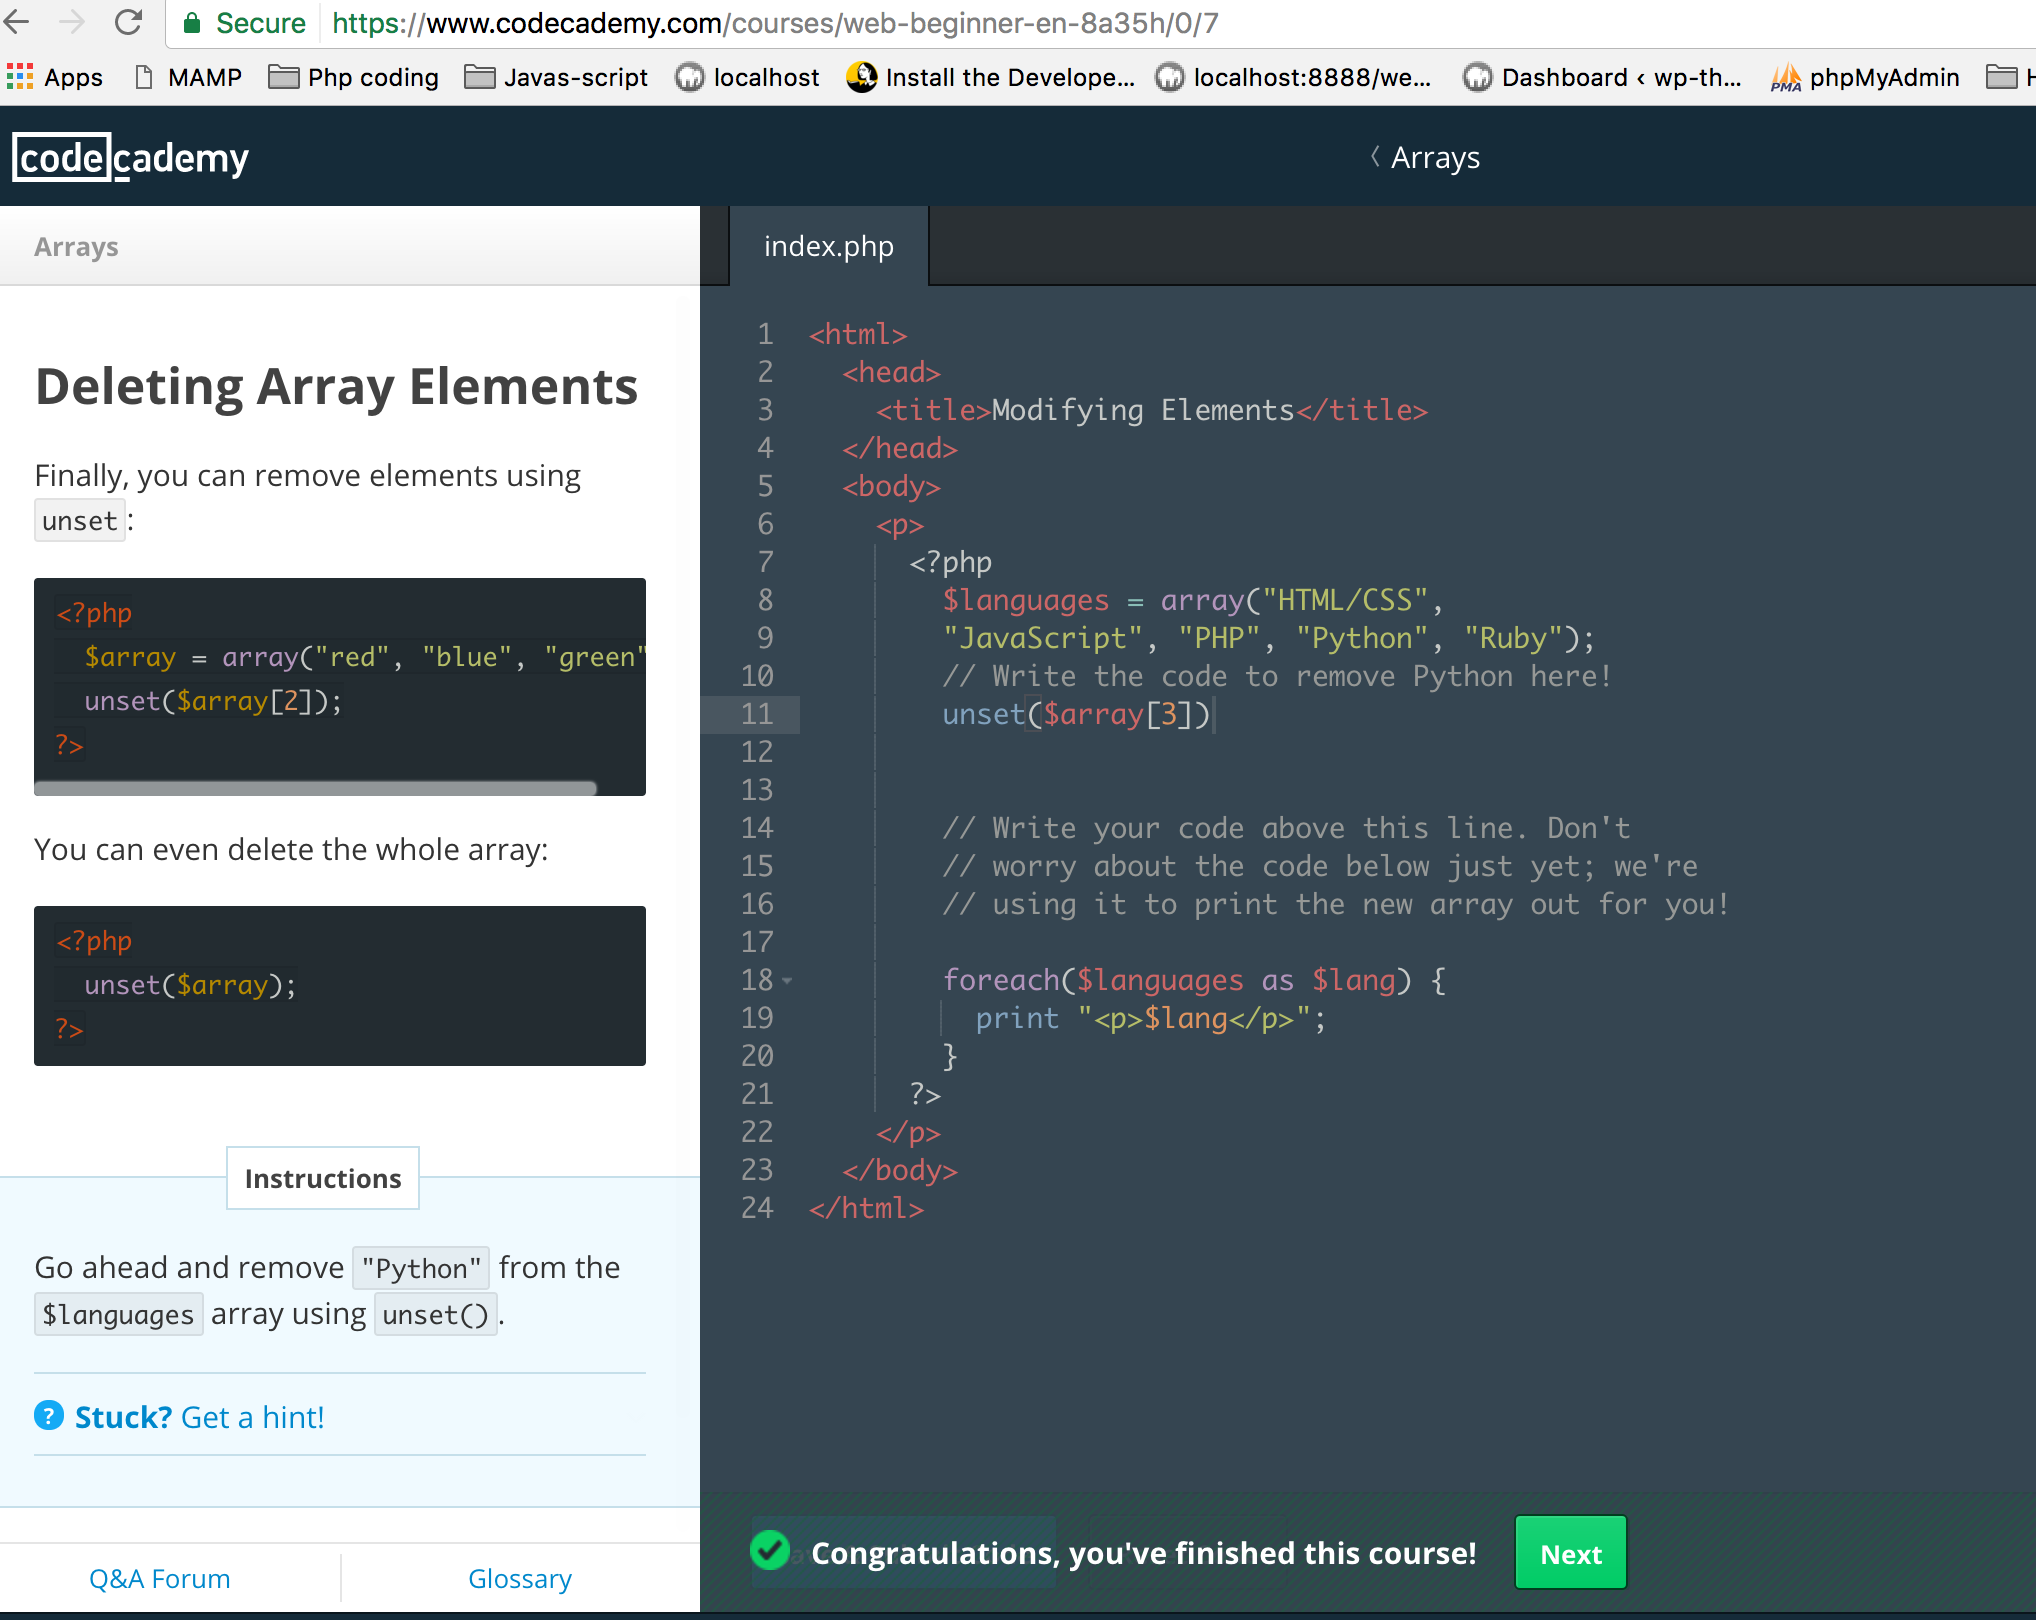 Secure https://www.codecademy.com/courses/web-beginner-en-8a35h/0/7
Apps MAMP Php coding Javas-script localhost Install the Develope... localhost:8888/we... Dashboard ‹ wp-th... phpMyAdmin
codecademy
Arrays
Arrays
Deleting Array Elements
Finally, you can remove elements using
unset:
<?php
$array = array("red", "blue", "green"
unset($array[2]);
?>
You can even delete the whole array:
<?php
unset($array);
?>
Instructions
Go ahead and remove "Python" from the
$languages array using unset().
? Stuck? Get a hint!
Q&A Forum Glossary
index.php
1 <html>
2 <head>
3 <title>Modifying Elements</title>
4 </head>
5 <body>
6 <p>
7 <?php
8 $languages = array("HTML/CSS",
9 "JavaScript", "PHP", "Python", "Ruby");
10 // Write the code to remove Python here!
11 unset($array[3])
12
13
14 // Write your code above this line. Don't
15 // worry about the code below just yet; we're
16 // using it to print the new array out for you!
17
18 foreach($languages as $lang) {
19 print "<p>$lang</p>";
20 }
21 ?>
22 </p>
23 </body>
24 </html>
Congratulations, you've finished this course! Next